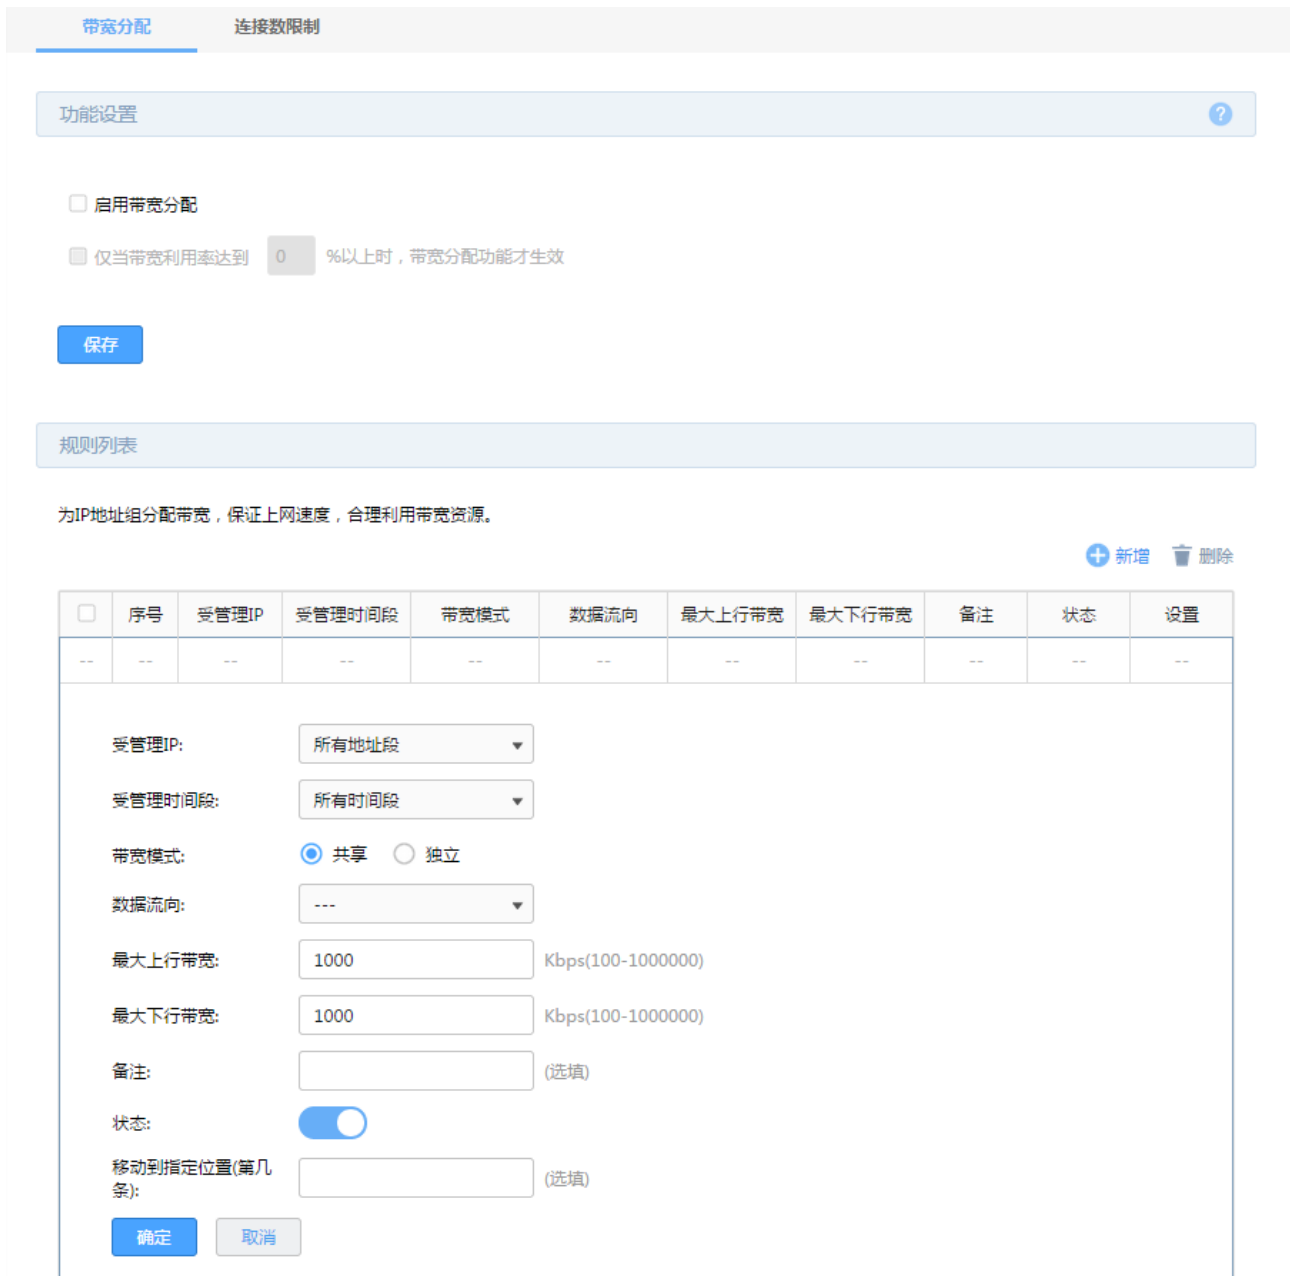 带宽分配 连接数限制
功能设置 ?
启用带宽分配
仅当带宽利用率达到 0 %以上时，带宽分配功能才生效
保存
规则列表
为IP地址组分配带宽，保证上网速度，合理利用带宽资源。
新增 删除
序号 受管理IP 受管理时间段 带宽模式 数据流向 最大上行带宽 最大下行带宽 备注 状态 设置
-- -- -- -- -- -- -- -- -- -- --
受管理IP: 所有地址段
受管理时间段: 所有时间段
带宽模式: 共享 独立
数据流向: ---
最大上行带宽: 1000 Kbps(100-1000000)
最大下行带宽: 1000 Kbps(100-1000000)
备注: (选填)
状态:
移动到指定位置(第几
条): (选填)
确定 取消